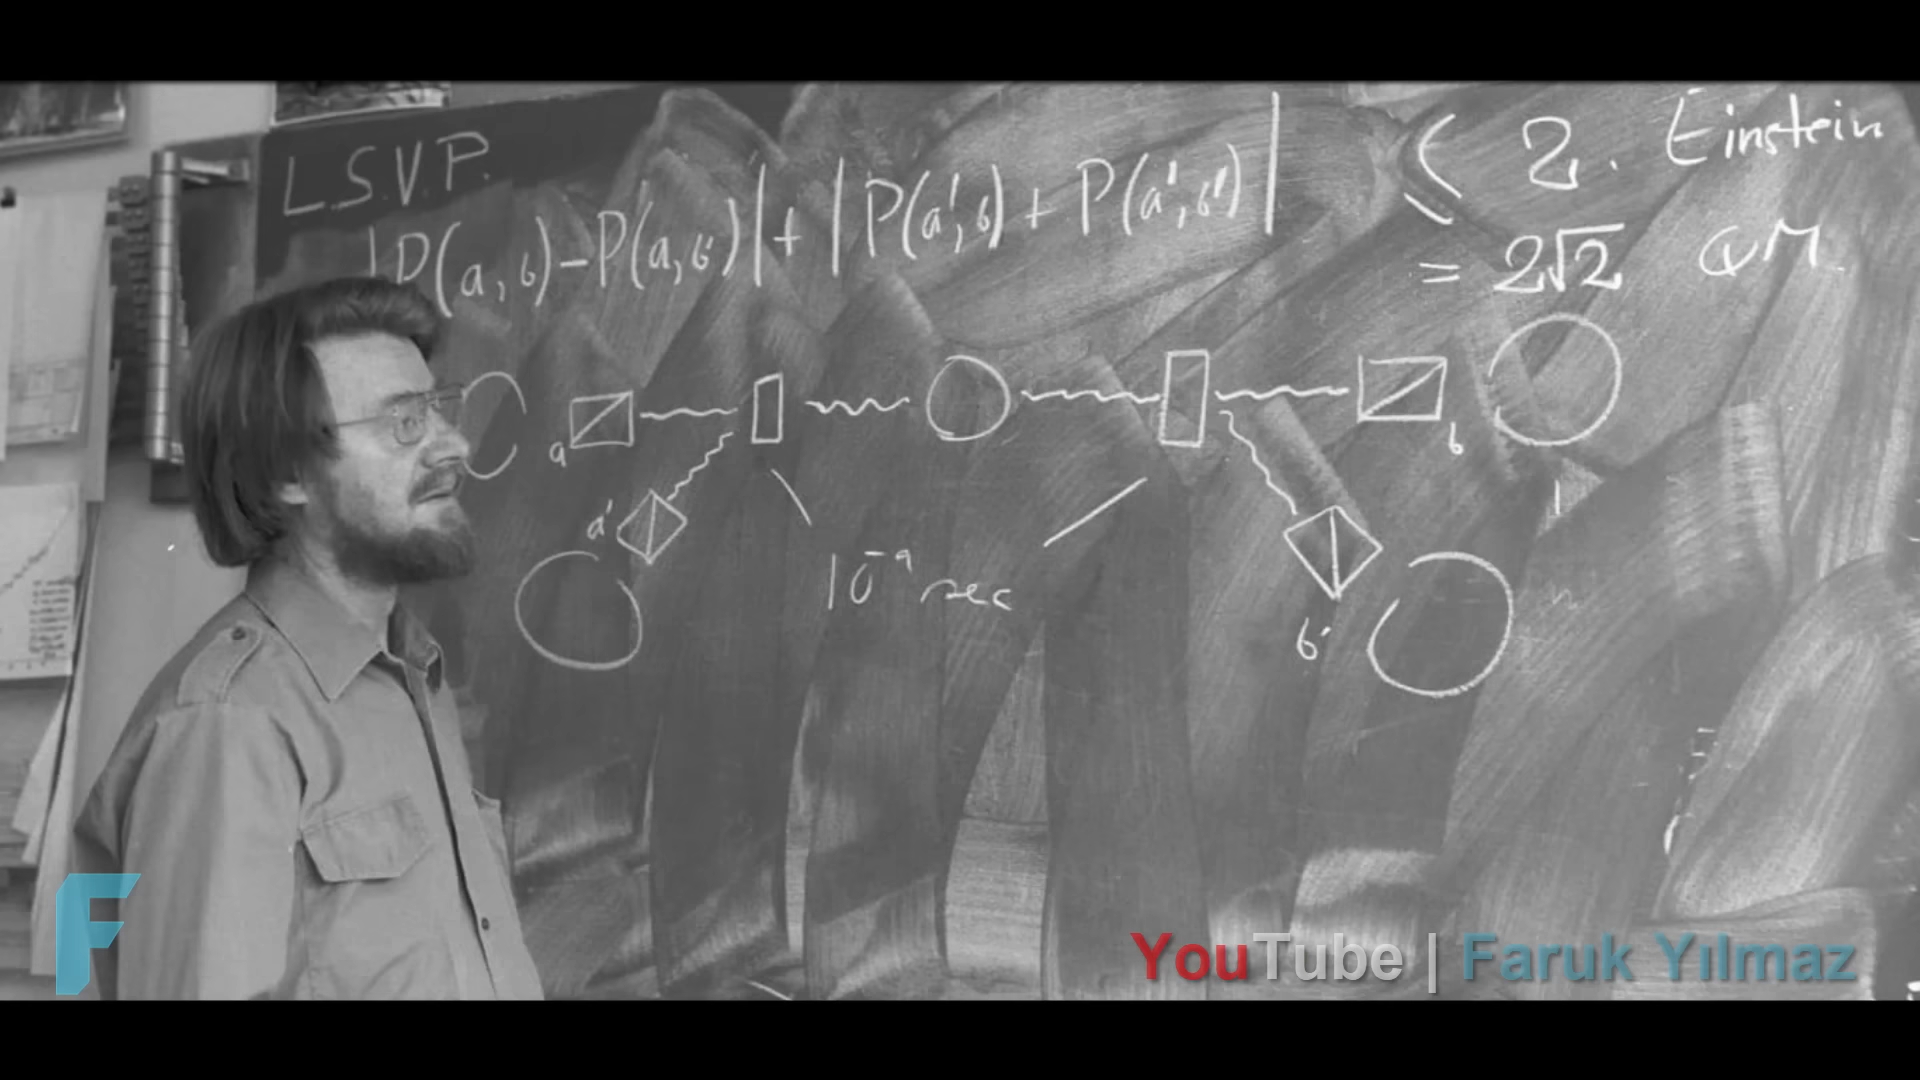 L.S.V.P.
|P(a,b)-P(a,b')|+|P(a',b)+P(a',b')| ⟨ 2. Einstein
= 2√2 QM
a
b
a'
10⁻⁹ sec
b'
F
YouTube | Faruk Yılmaz